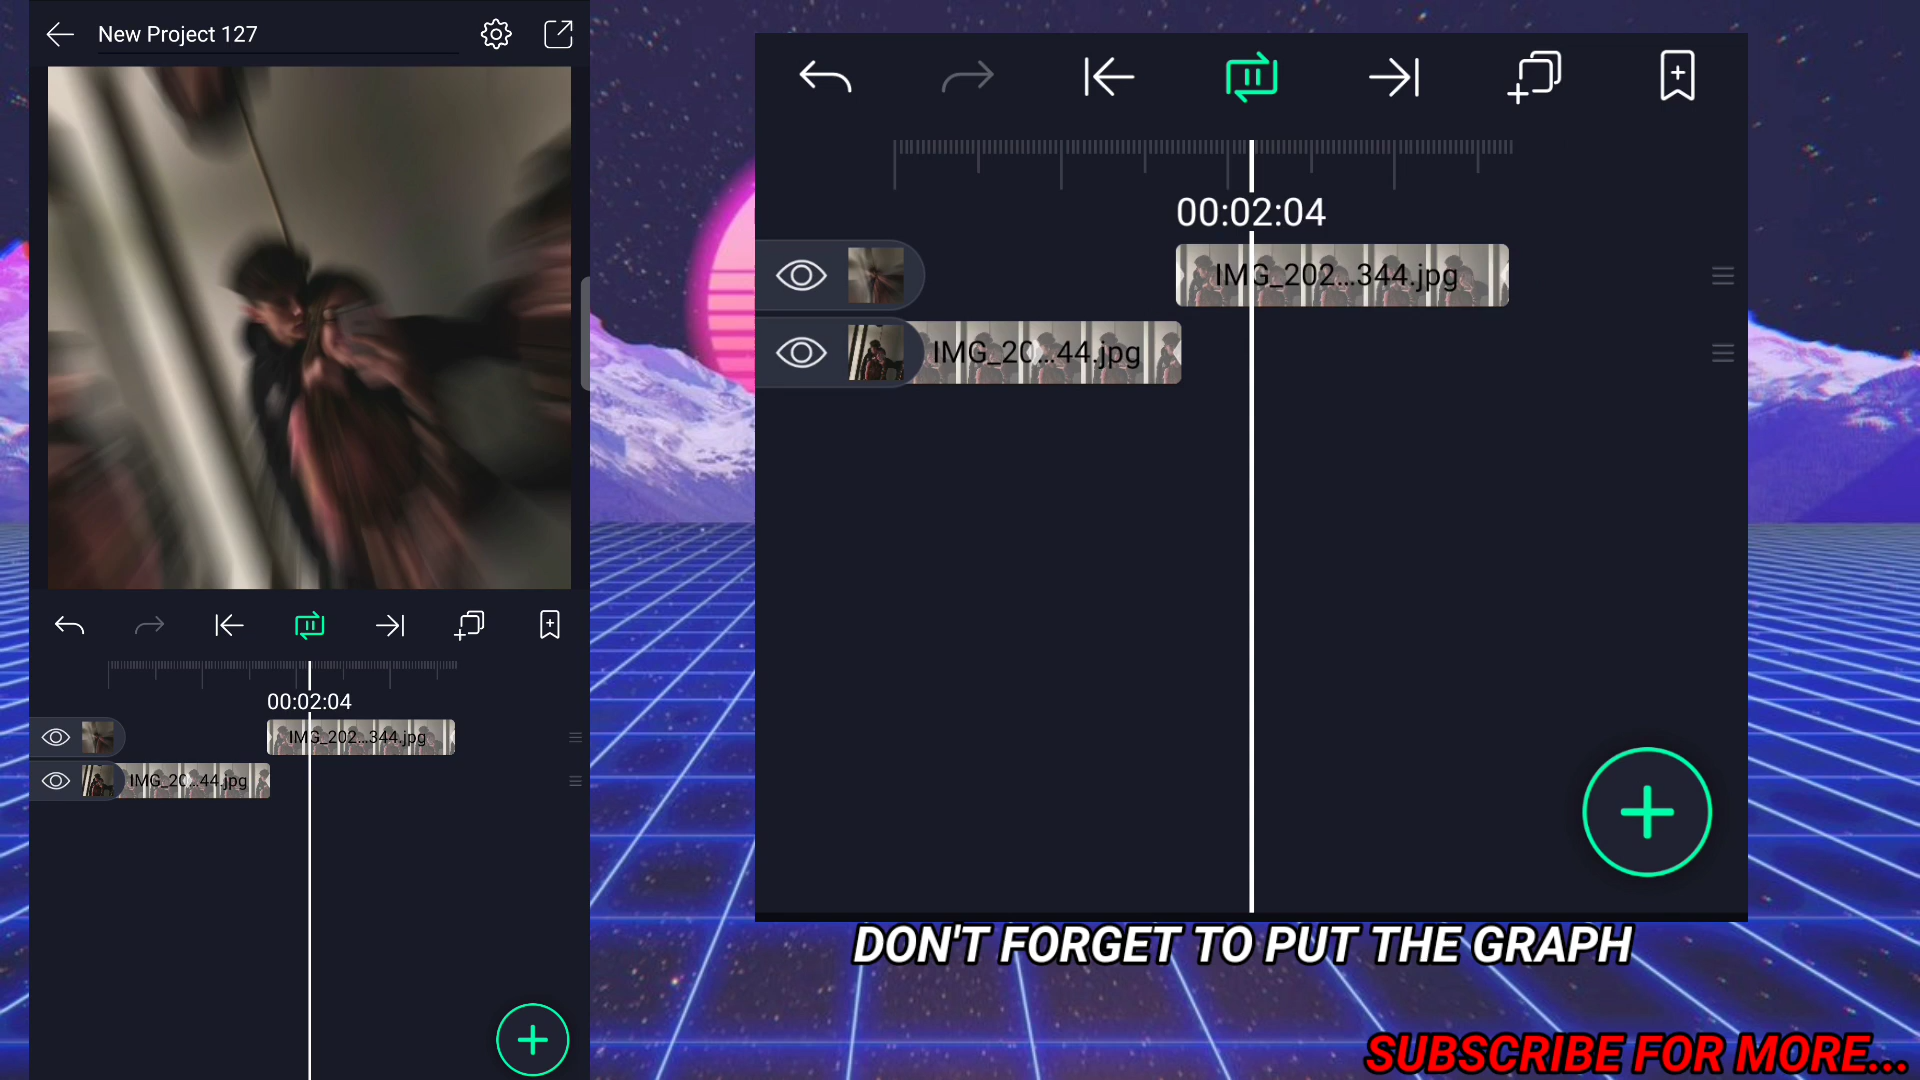 New Project 127
00:02:04
IMG_202...344.jpg
IMG_20...44.jpg
00:02:04
IMG_202...344.jpg
IMG_20...44.jpg
DON'T FORGET TO PUT THE GRAPH
SUBSCRIBE FOR MORE...